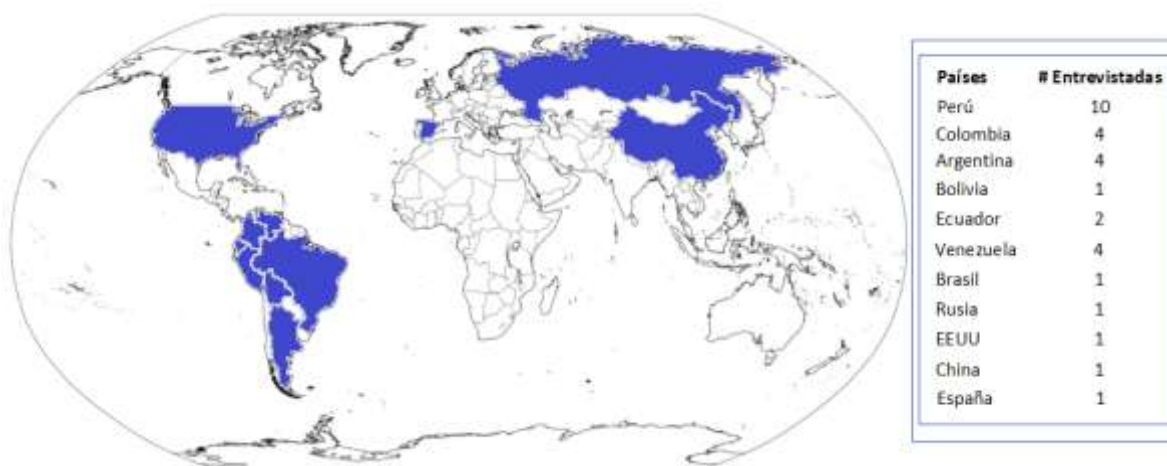 Países # Entrevistadas
Perú 10
Colombia 4
Argentina 4
Bolivia 1
Ecuador 2
Venezuela 4
Brasil 1
Rusia 1
EEUU 1
China 1
España 1